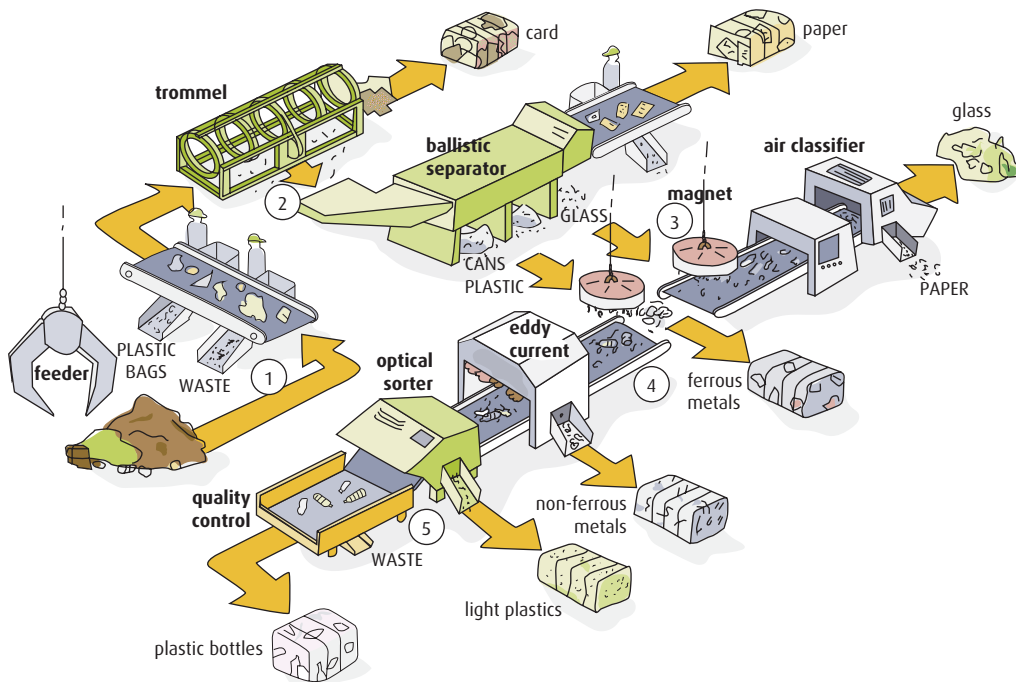 card
paper
trommel
glass
ballistic
separator
air classifier
2
magnet
3
GLASS
CANS
PLASTIC
PAPER
feeder
PLASTIC
BAGS
WASTE
1
optical
sorter
eddy
current
4
ferrous
metals
quality
control
5
WASTE
non-ferrous
metals
light plastics
plastic bottles